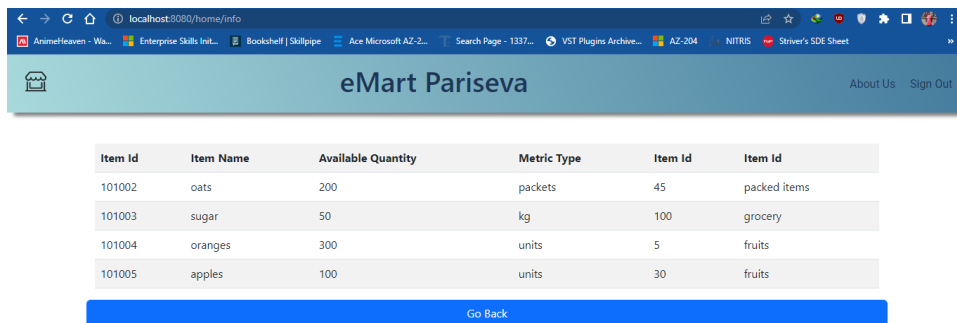 localhost:8080/home/info
AnimeHeaven - Wa... Enterprise Skills Init... Bookshelf | Skillpipe Ace Microsoft AZ-2... Search Page - 1337... VST Plugins Archive... AZ-204 NITRIS Striver's SDE Sheet »
eMart Pariseva About Us Sign Out
Item Id Item Name Available Quantity Metric Type Item Id Item Id
101002 oats 200 packets 45 packed items
101003 sugar 50 kg 100 grocery
101004 oranges 300 units 5 fruits
101005 apples 100 units 30 fruits
Go Back